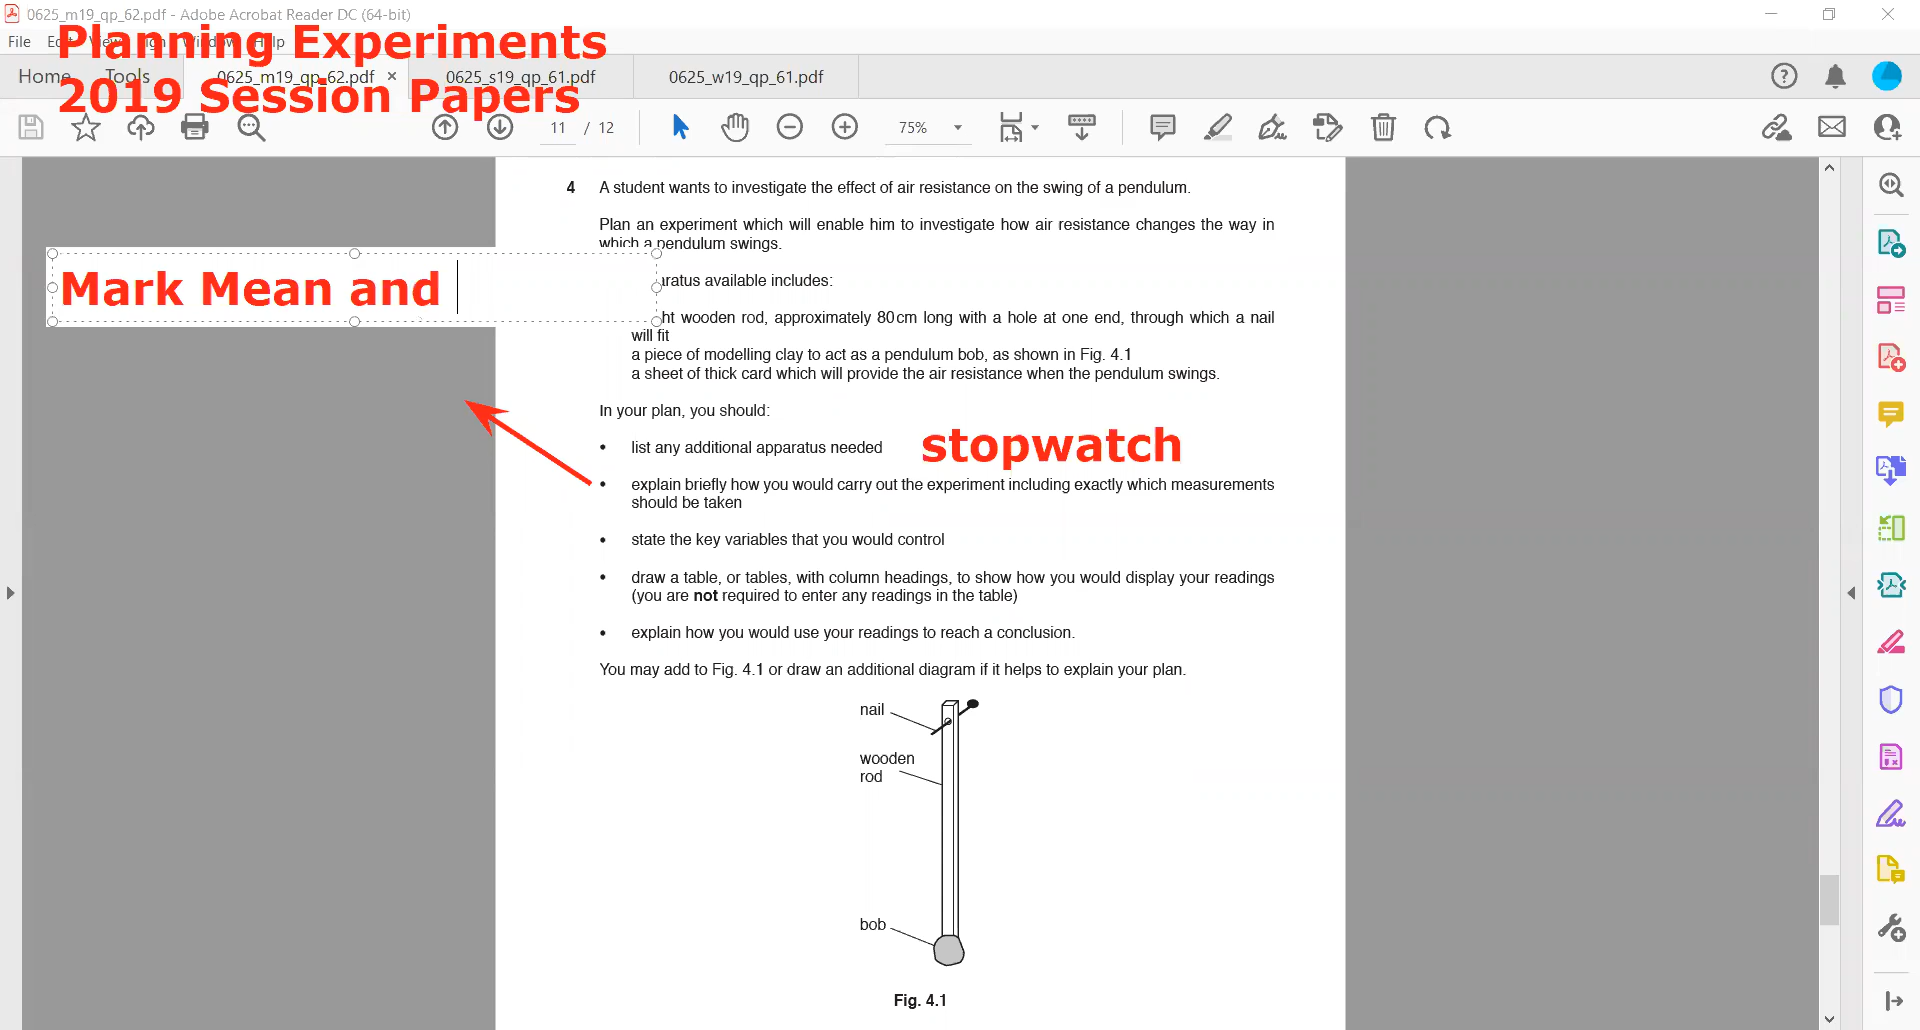 0625_m19_qp_62.pdf - Adobe Acrobat Reader DC (64-bit)
Planning Experiments
File Edit View Sign Window Help
Home Tools 0625_m19_qp_62.pdf × 0625_s19_qp_61.pdf 0625_w19_qp_61.pdf
2019 Session Papers
11 / 12 75%
4 A student wants to investigate the effect of air resistance on the swing of a pendulum.
Plan an experiment which will enable him to investigate how air resistance changes the way in
which a pendulum swings.
Mark Mean and
ratus available includes:
ht wooden rod, approximately 80 cm long with a hole at one end, through which a nail
will fit
a piece of modelling clay to act as a pendulum bob, as shown in Fig. 4.1
a sheet of thick card which will provide the air resistance when the pendulum swings.
In your plan, you should:
• list any additional apparatus needed
stopwatch
• explain briefly how you would carry out the experiment including exactly which measurements
should be taken
• state the key variables that you would control
• draw a table, or tables, with column headings, to show how you would display your readings
(you are not required to enter any readings in the table)
• explain how you would use your readings to reach a conclusion.
You may add to Fig. 4.1 or draw an additional diagram if it helps to explain your plan.
nail
wooden
rod
bob
Fig. 4.1